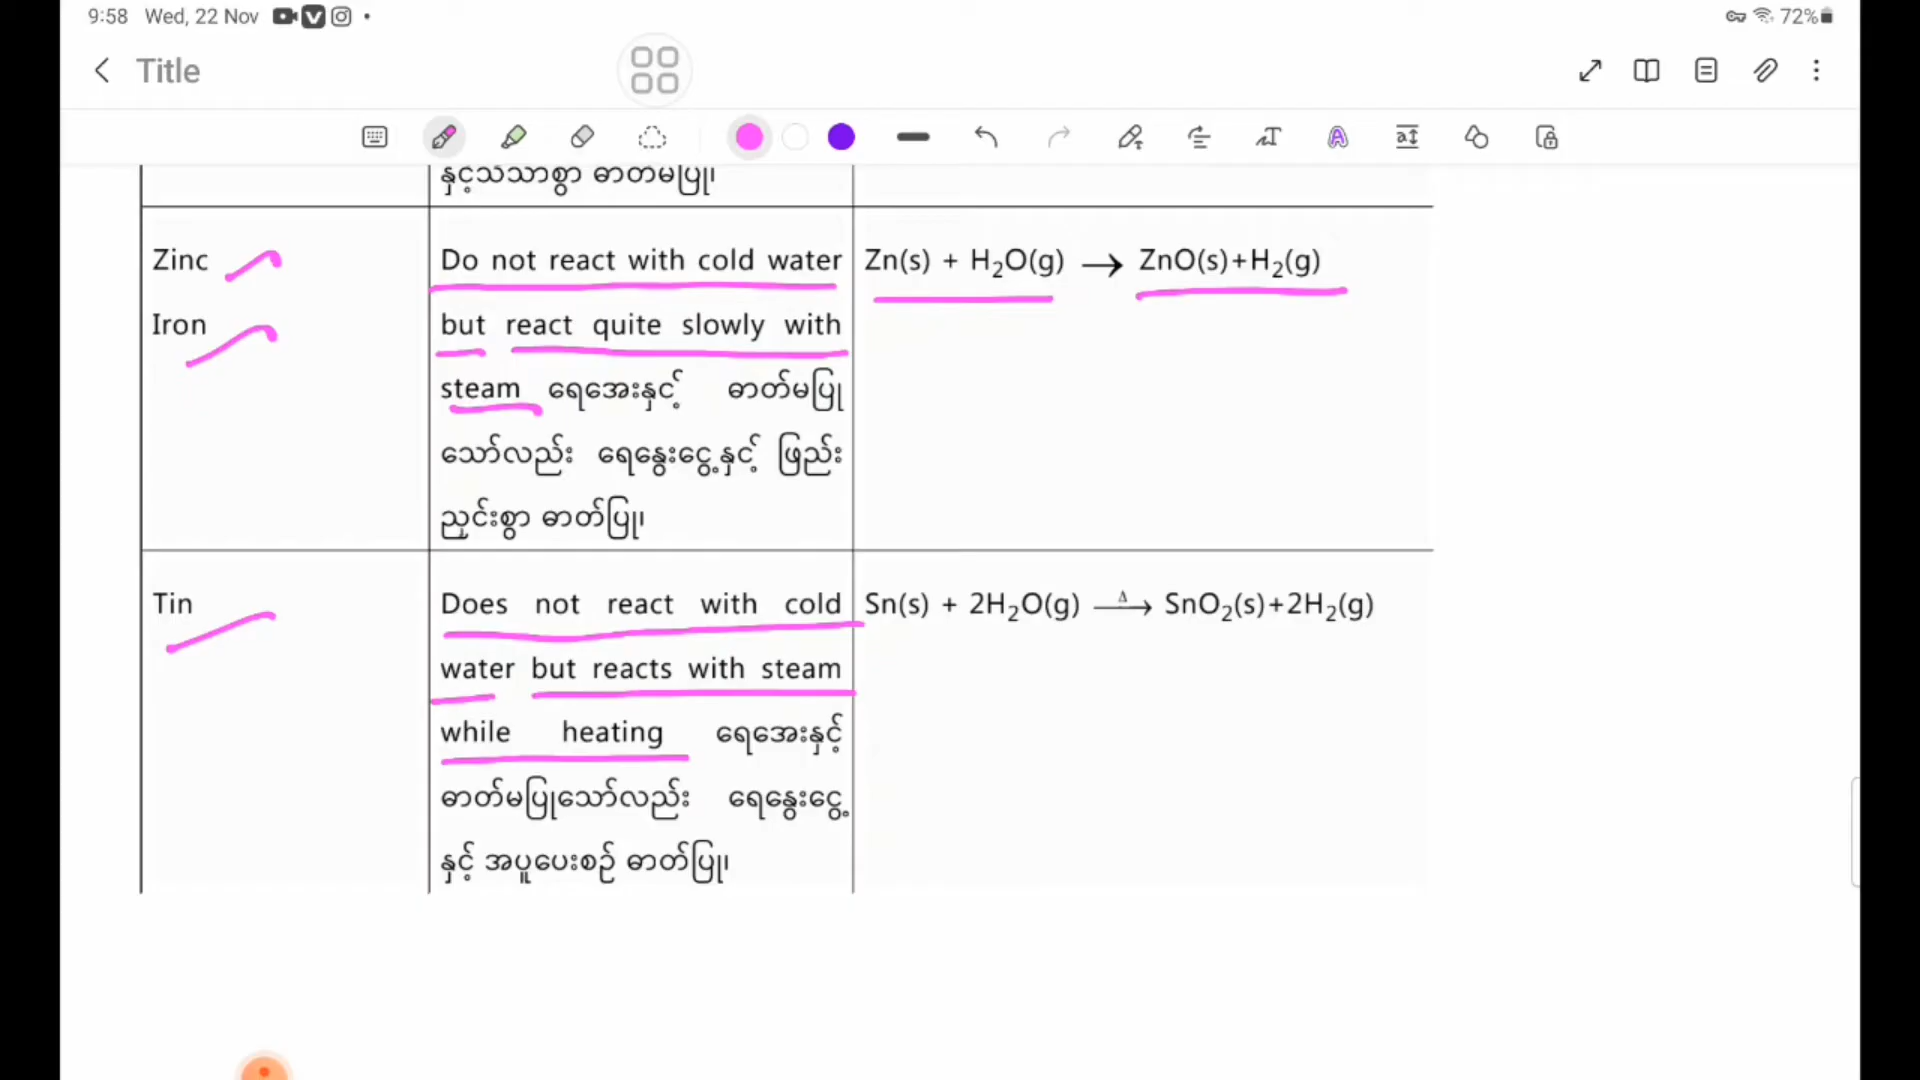 9:58 Wed, 22 Nov
72%
Title
နှင့်သိသာစွာ ဓာတ်မပြု၊
Zinc
Do not react with cold water
Zn(s) + H₂O(g) → ZnO(s)+H₂(g)
Iron
but react quite slowly with
steam ရေအေးနှင့် ဓာတ်မပြု
သော်လည်း ရေနွေးငွေ့နှင့် ဖြည်း
ညှင်းစွာ ဓာတ်ပြု၊
Tin
Does not react with cold
Sn(s) + 2H₂O(g) Δ→ SnO₂(s)+2H₂(g)
water but reacts with steam
while heating ရေအေးနှင့်
ဓာတ်မပြုသော်လည်း ရေနွေးငွေ့
နှင့် အပူပေးစဉ် ဓာတ်ပြု၊